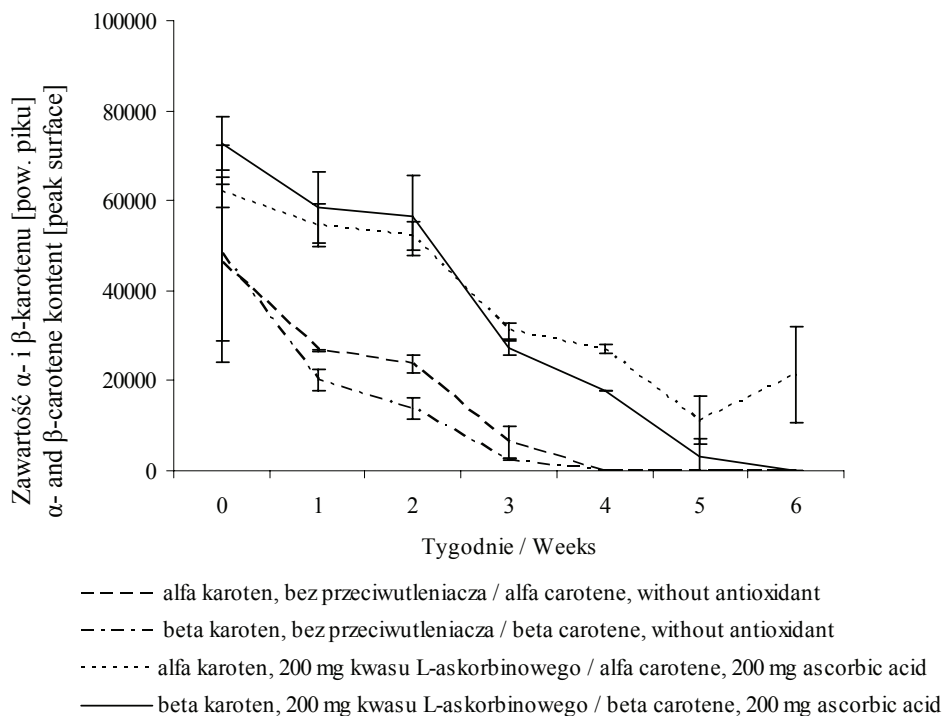 100000
80000
60000
40000
20000
0
Zawartość α- i β-karotenu [pow. piku]
α- and β-carotene kontent [peak surface]
0 1 2 3 4 5 6
Tygodnie / Weeks
alfa karoten, bez przeciwutleniacza / alfa carotene, without antioxidant
beta karoten, bez przeciwutleniacza / beta carotene, without antioxidant
alfa karoten, 200 mg kwasu L-askorbinowego / alfa carotene, 200 mg ascorbic acid
beta karoten, 200 mg kwasu L-askorbinowego / beta carotene, 200 mg ascorbic acid